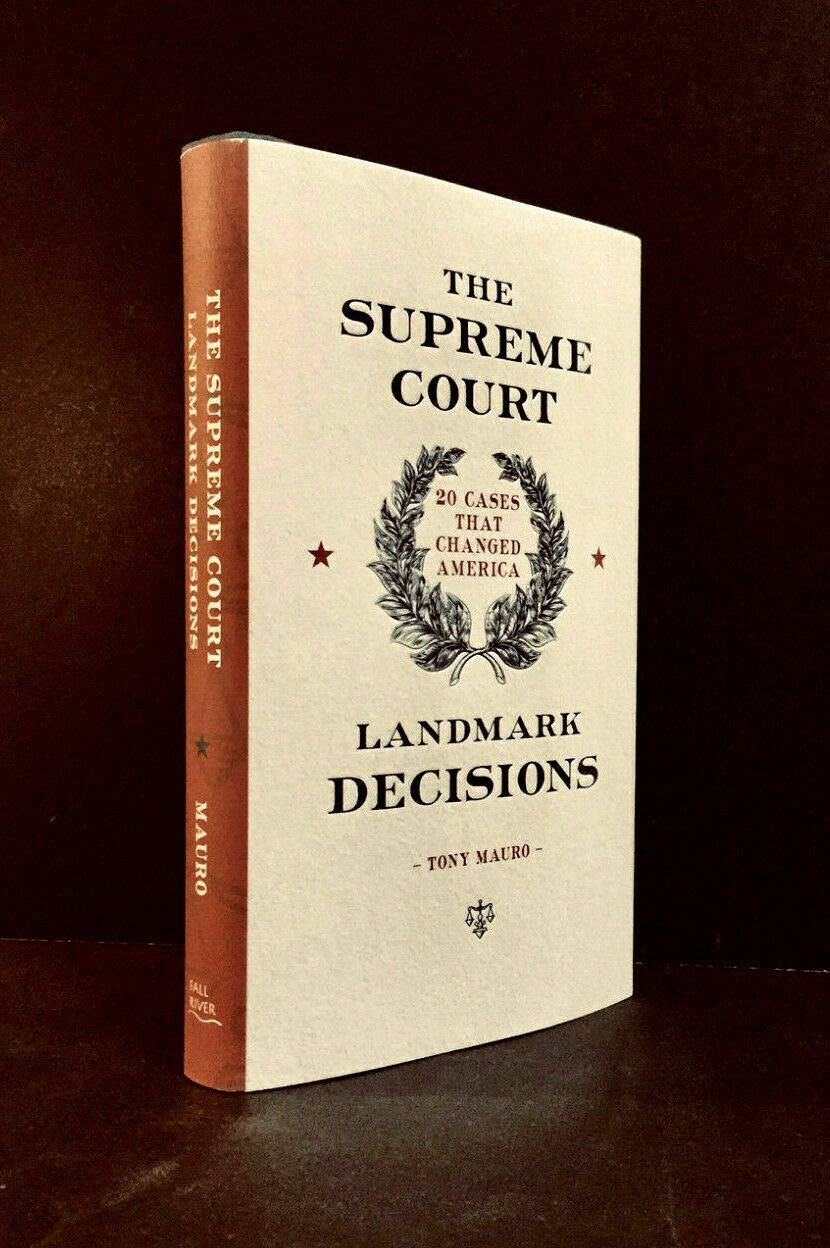 THE SUPREME COURT
LANDMARK DECISIONS
MAURO
FALL
RIVER
THE
SUPREME
COURT
20 CASES
THAT
CHANGED
AMERICA
LANDMARK
DECISIONS
– TONY MAURO –